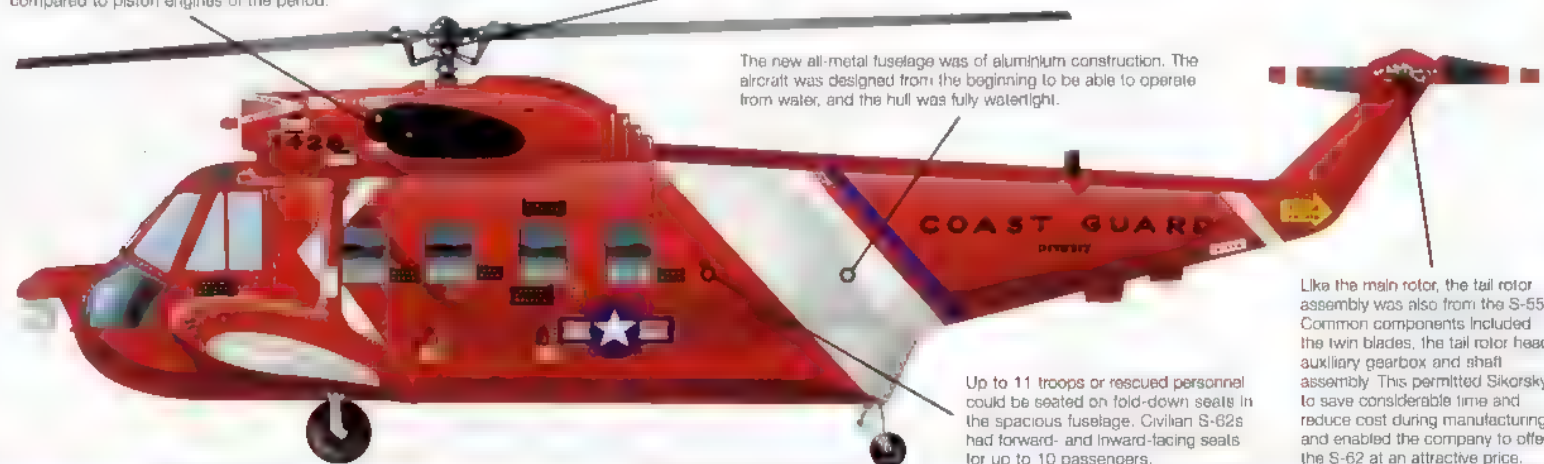 compared to piston engines of the period.
The new all-metal fuselage was of aluminium construction. The
aircraft was designed from the beginning to be able to operate
from water, and the hull was fully watertight.
1426
COAST GUARD
Like the main rotor, the tail rotor
assembly was also from the S-55
Common components included
the twin blades, the tail rotor head
auxiliary gearbox and shaft
assembly. This permitted Sikorsky
to save considerable time and
reduce cost during manufacturing
and enabled the company to offe
the S-62 at an attractive price.
Up to 11 troops or rescued personnel
could be seated on fold-down seats in
the spacious fuselage. Civilian S-62s
had forward- and inward-facing seats
for up to 10 passengers.